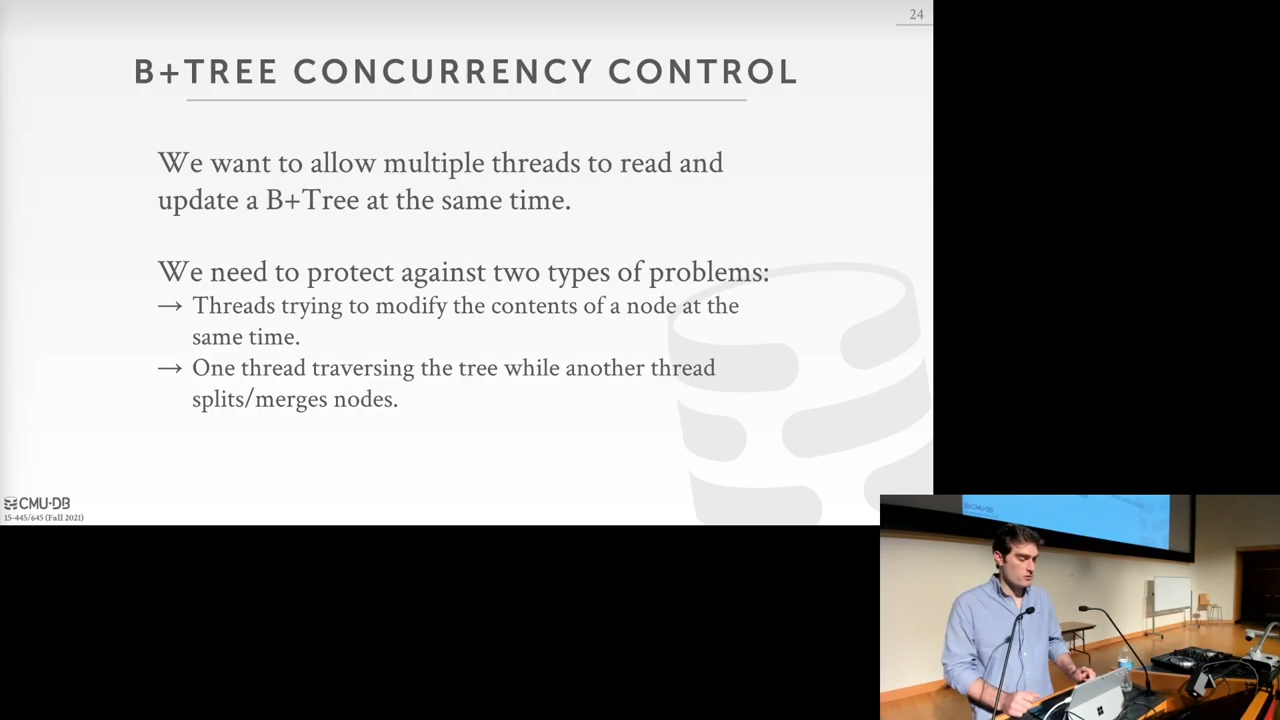 24
B+TREE CONCURRENCY CONTROL
We want to allow multiple threads to read and
update a B+Tree at the same time.
We need to protect against two types of problems:
→ Threads trying to modify the contents of a node at the
same time.
→ One thread traversing the tree while another thread
splits/merges nodes.
CMU·DB
15-445/645 (Fall 2021)